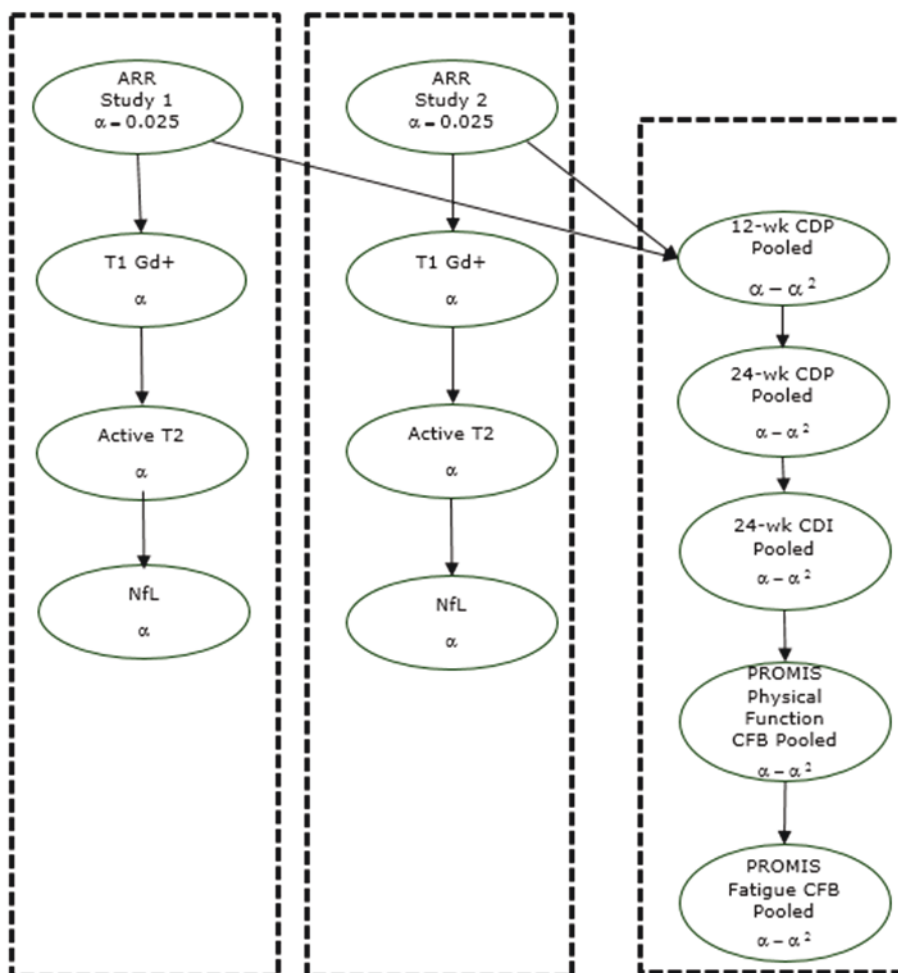 ARR
Study 1
α – 0.025
T1 Gd+
α
Active T2
α
NfL
α
ARR
Study 2
α – 0.025
T1 Gd+
α
Active T2
α
NfL
α
12-wk CDP
Pooled
α – α²
24-wk CDP
Pooled
α – α²
24-wk CDI
Pooled
α – α²
PROMIS
Physical
Function
CFB Pooled
α – α²
PROMIS
Fatigue CFB
Pooled
α – α²